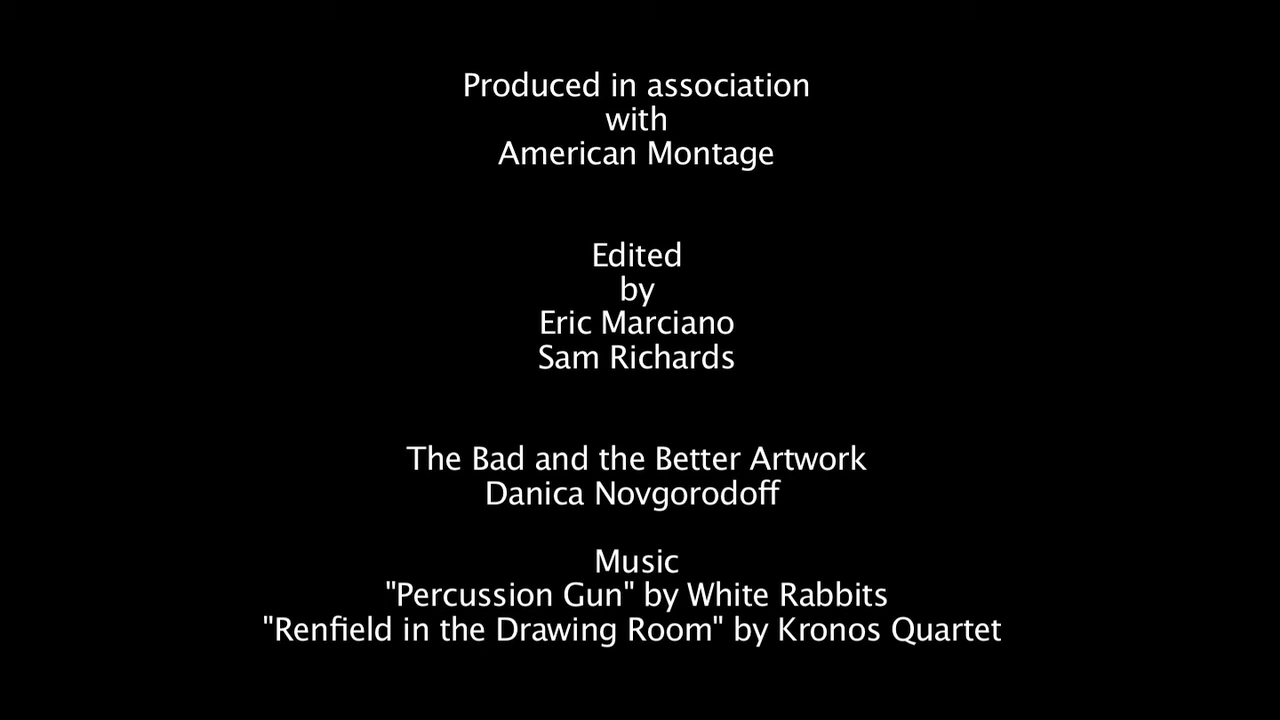 Produced in association
with
American Montage
Edited
by
Eric Marciano
Sam Richards
The Bad and the Better Artwork
Danica Novgorodoff
Music
"Percussion Gun" by White Rabbits
"Renfield in the Drawing Room" by Kronos Quartet